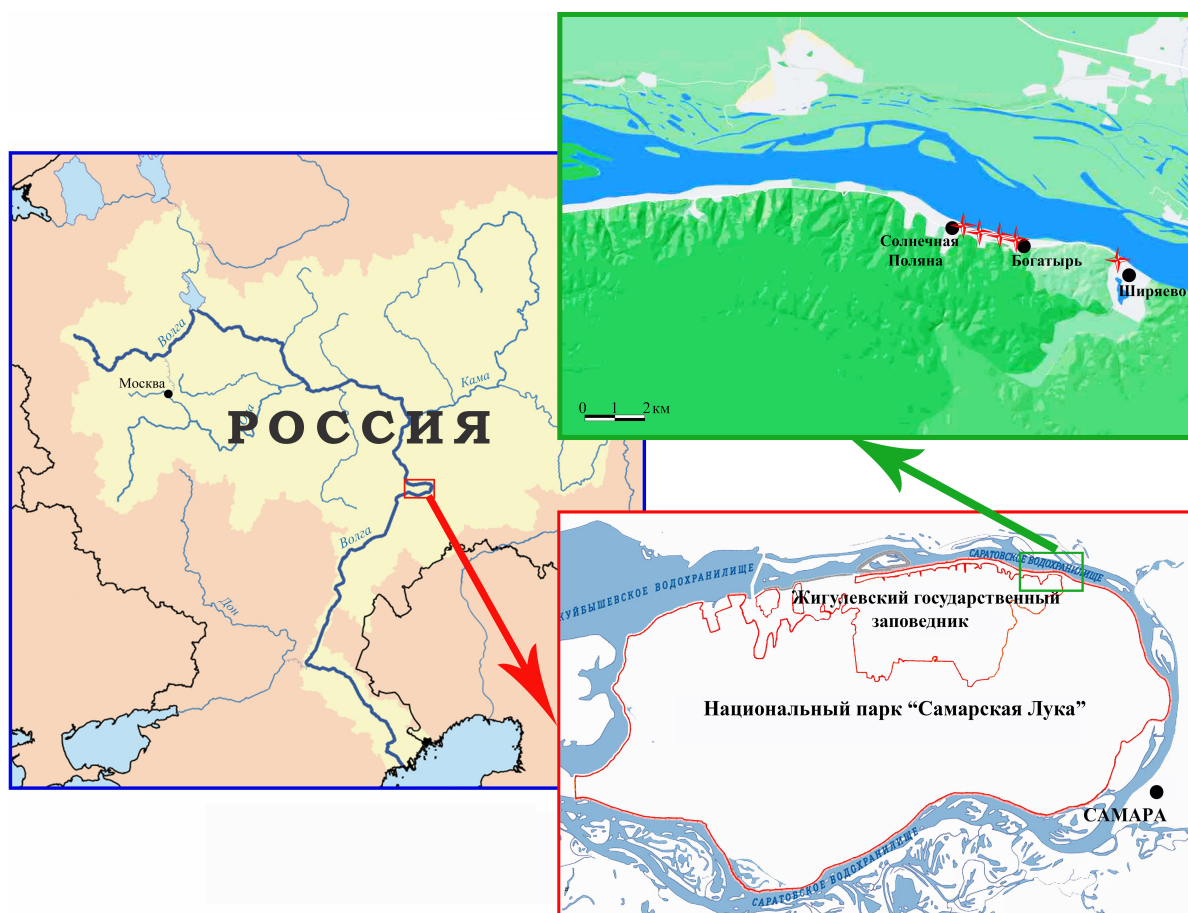 Волга
Москва
Кама
РОССИЯ
Волга
Дон
Солнечная
Поляна
Богатырь
Ширяево
0 1 2 км
КУЙБЫШЕВСКОЕ ВОДОХРАНИЛИЩЕ
САРАТОВСКОЕ ВОДОХРАНИЛИЩЕ
Жигулевский государственный
заповедник
Национальный парк “Самарская Лука”
САМАРА
САРАТОВСКОЕ ВОДОХРАНИЛИЩЕ